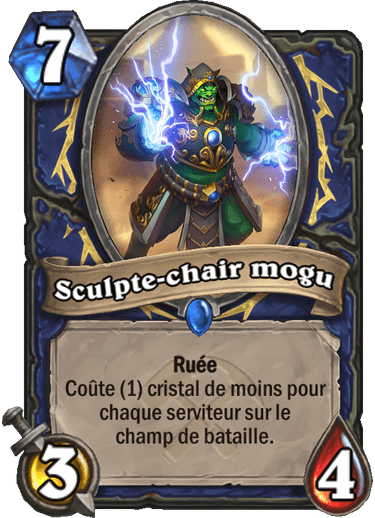 7
Sculpte-chair mogu
Ruée
Coûte (1) cristal de moins pour
chaque serviteur sur le
champ de bataille.
3
4